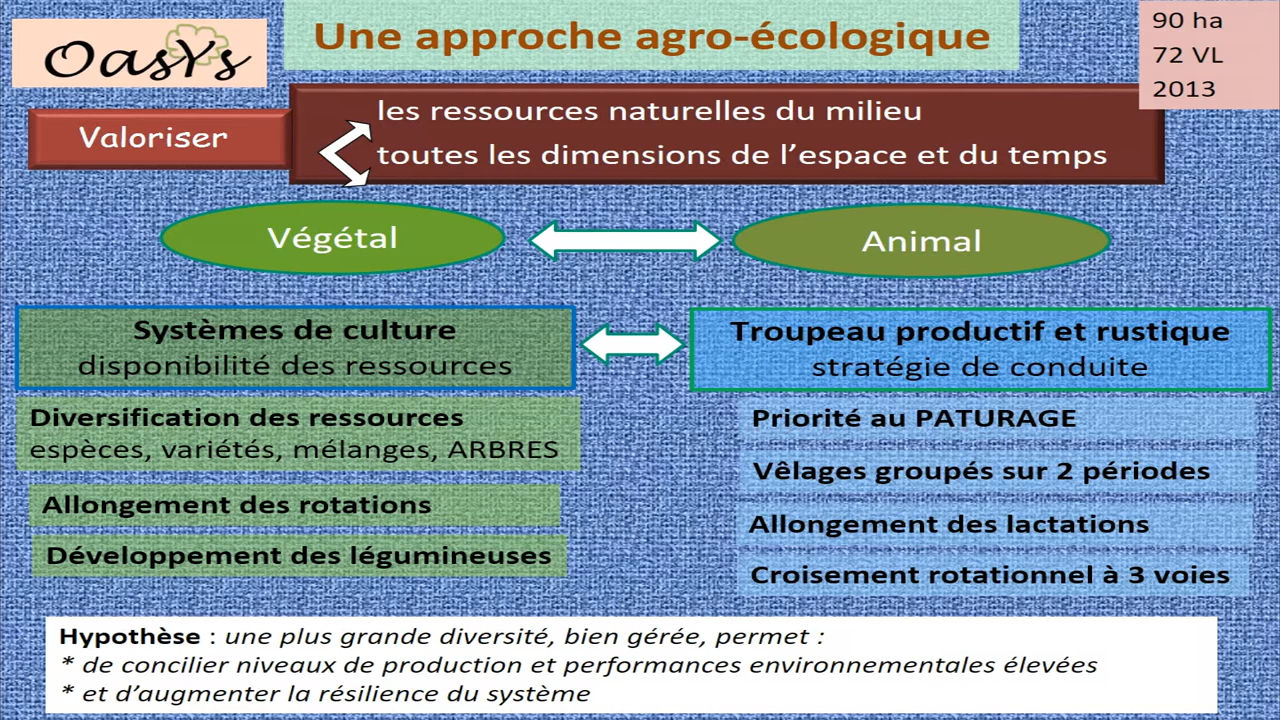 OasYs
Une approche agro-écologique
90 ha
72 VL
2013
Valoriser
les ressources naturelles du milieu
toutes les dimensions de l’espace et du temps
Végétal
Animal
Systèmes de culture
disponibilité des ressources
Troupeau productif et rustique
stratégie de conduite
Diversification des ressources
espèces, variétés, mélanges, ARBRES
Allongement des rotations
Développement des légumineuses
Priorité au PATURAGE
Vêlages groupés sur 2 périodes
Allongement des lactations
Croisement rotationnel à 3 voies
Hypothèse : une plus grande diversité, bien gérée, permet :
* de concilier niveaux de production et performances environnementales élevées
* et d’augmenter la résilience du système